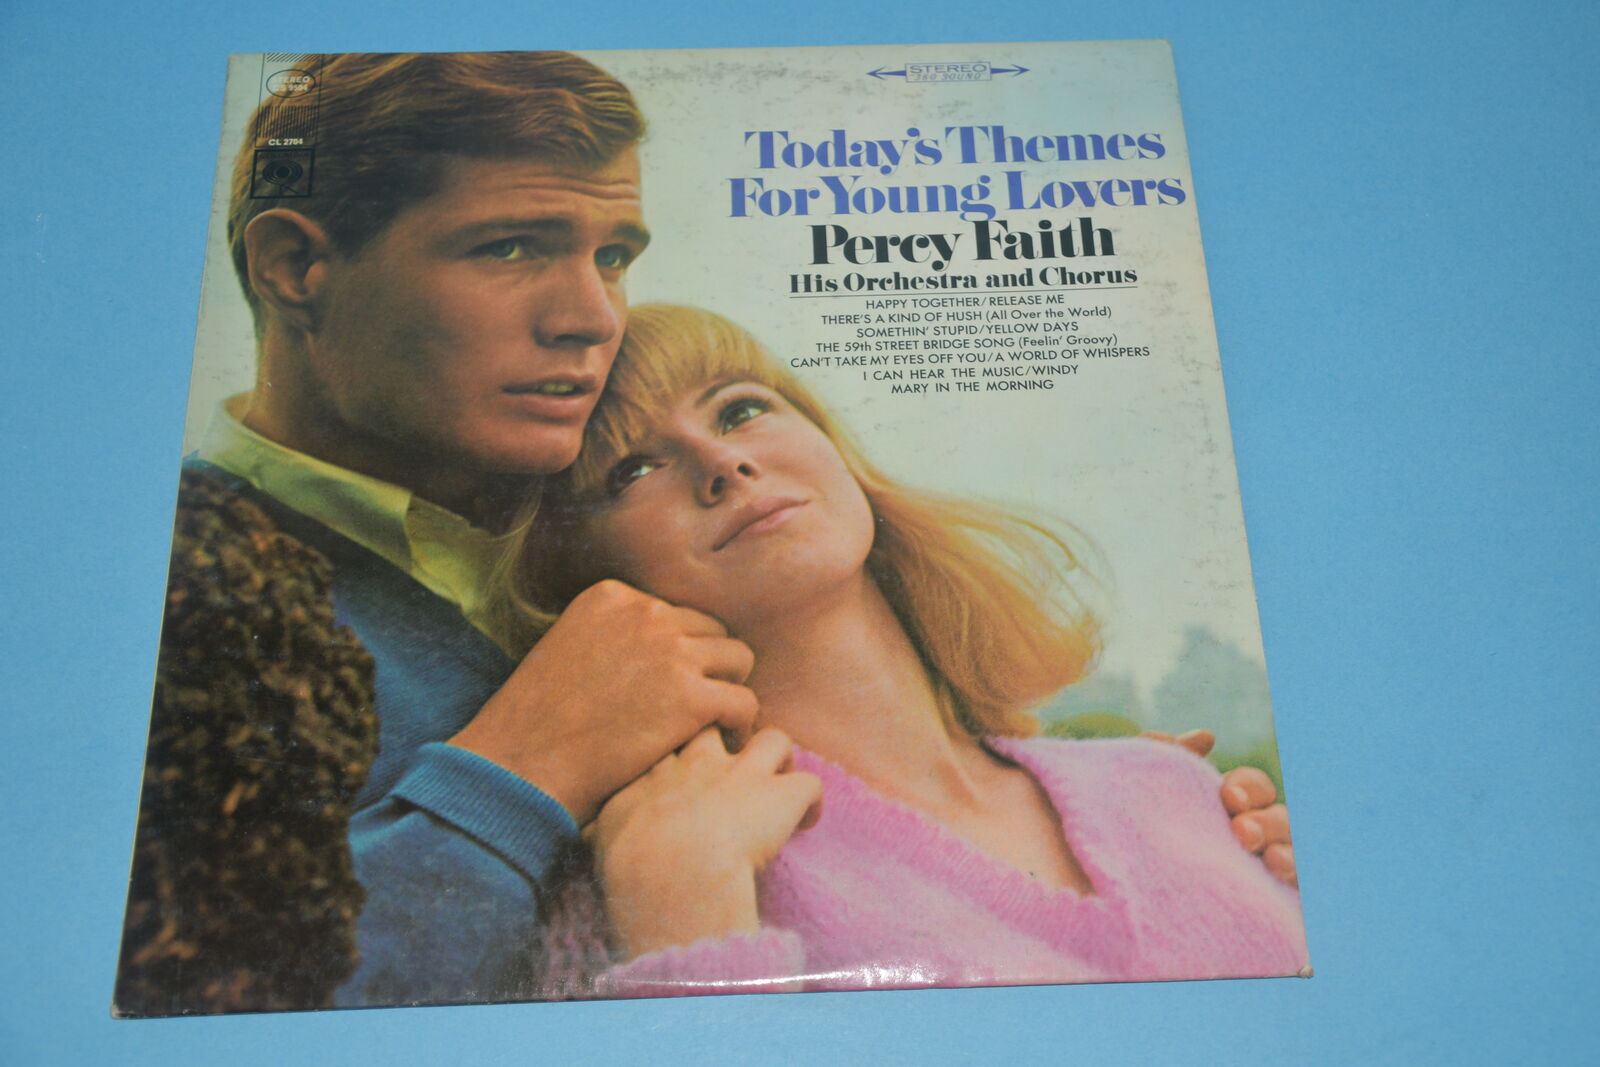 STEREO
CL 2704
STEREO
360 SOUND
Today's Themes
For Young Lovers
Percy Faith
His Orchestra and Chorus
HAPPY TOGETHER/RELEASE ME
THERE'S A KIND OF HUSH (All Over the World)
SOMETHIN' STUPID/YELLOW DAYS
THE 59th STREET BRIDGE SONG (Feelin' Groovy)
CAN'T TAKE MY EYES OFF YOU/A WORLD OF WHISPERS
I CAN HEAR THE MUSIC/WINDY
MARY IN THE MORNING